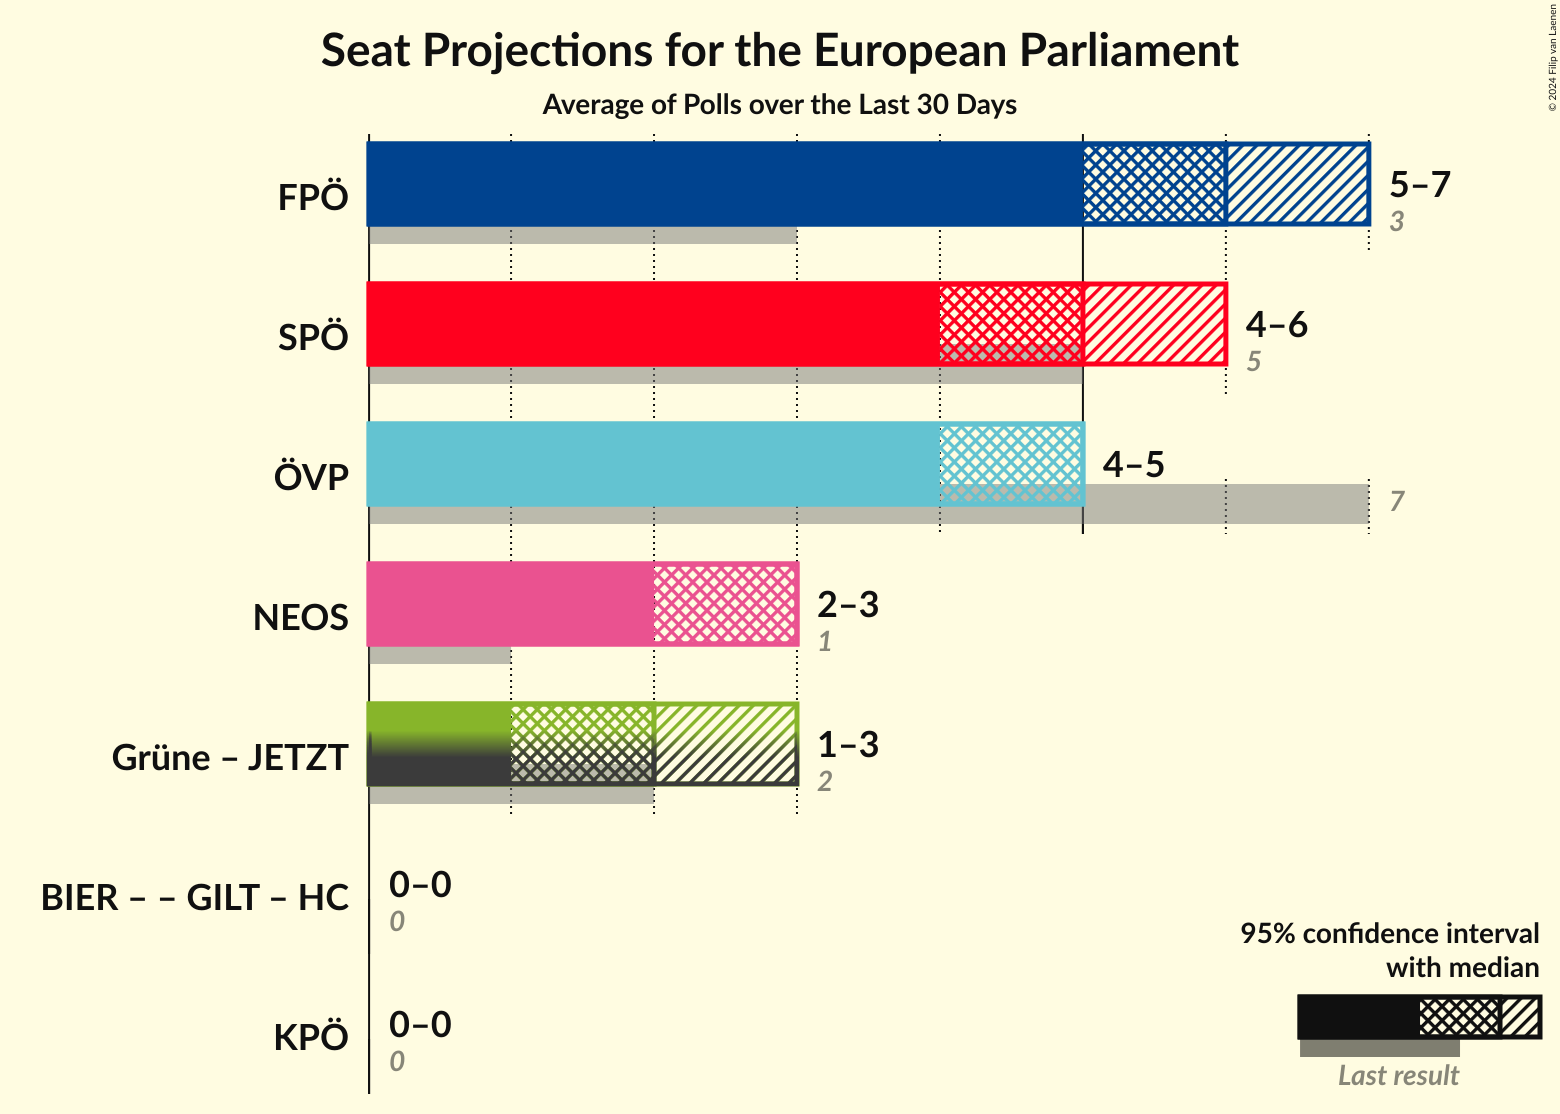 Seat Projections for the European Parliament
Average of Polls over the Last 30 Days
© 2024 Filip van Laenen
FPÖ
5–7
3
SPÖ
4–6
5
ÖVP
4–5
7
NEOS
2–3
1
Grüne – JETZT
1–3
2
BIER – – GILT – HC
0–0
0
KPÖ
0–0
0
95% confidence interval
with median
Last result